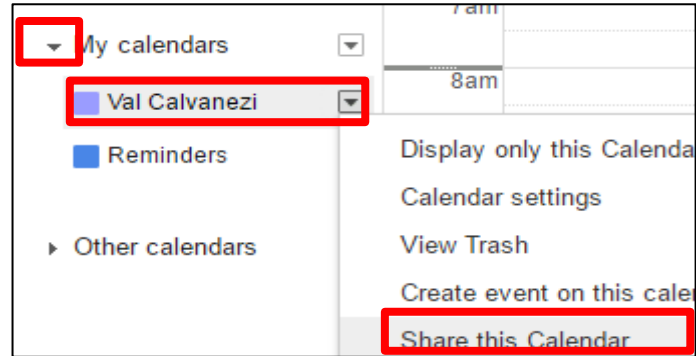 7am
My calendars
8am
Val Calvanezi
Reminders
Display only this Calenda
Calendar settings
Other calendars
View Trash
Create event on this cale
Share this Calendar